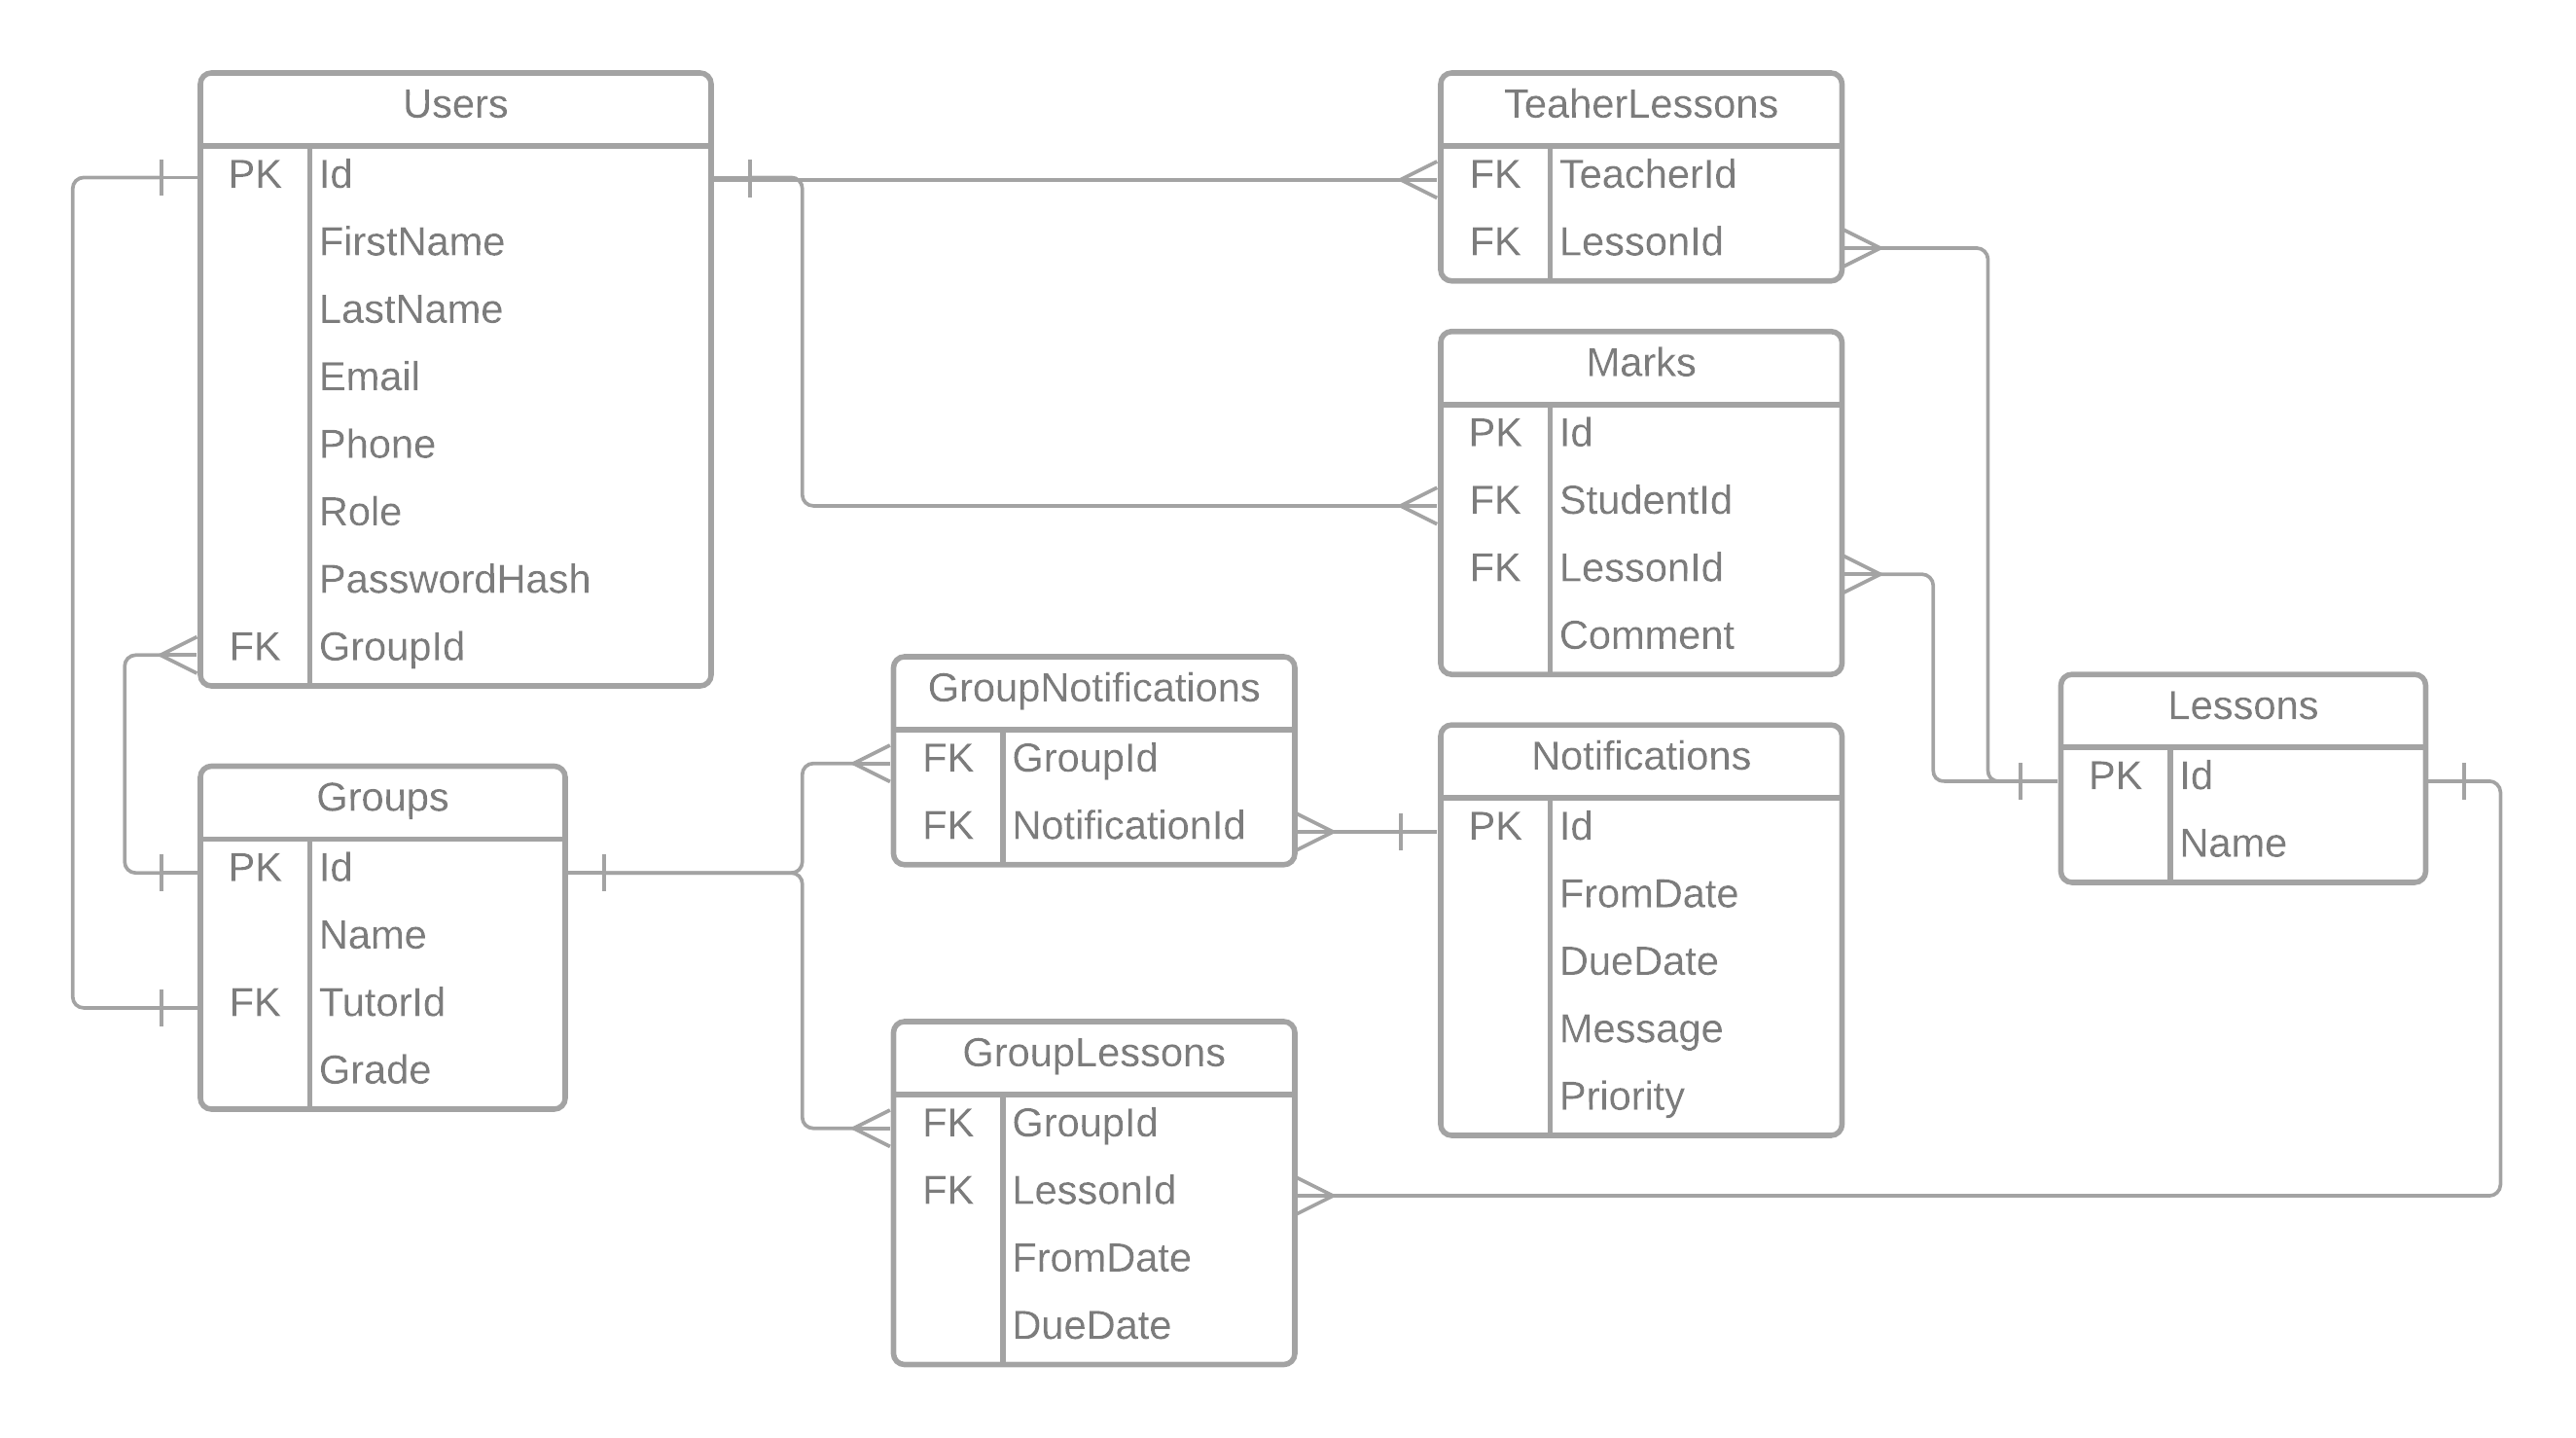 Users
PK Id
FirstName
LastName
Email
Phone
Role
PasswordHash
FK GroupId
Groups
PK Id
Name
FK TutorId
Grade
GroupNotifications
FK GroupId
FK NotificationId
GroupLessons
FK GroupId
FK LessonId
FromDate
DueDate
TeaherLessons
FK TeacherId
FK LessonId
Marks
PK Id
FK StudentId
FK LessonId
Comment
Notifications
PK Id
FromDate
DueDate
Message
Priority
Lessons
PK Id
Name